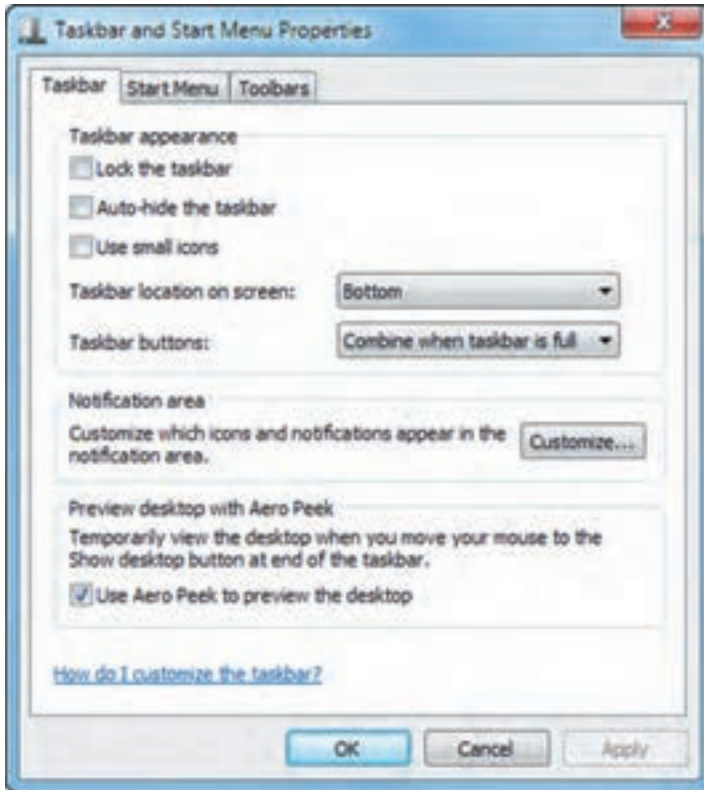 Taskbar and Start Menu Properties
Taskbar
Start Menu
Toolbars
Taskbar appearance
Lock the taskbar
Auto-hide the taskbar
Use small icons
Taskbar location on screen:
Bottom
Taskbar buttons:
Combine when taskbar is full
Notification area
Customize which icons and notifications appear in the
notification area.
Customize...
Preview desktop with Aero Peek
Temporarily view the desktop when you move your mouse to the
Show desktop button at end of the taskbar.
Use Aero Peek to preview the desktop
How do I customize the taskbar?
OK
Cancel
Apply